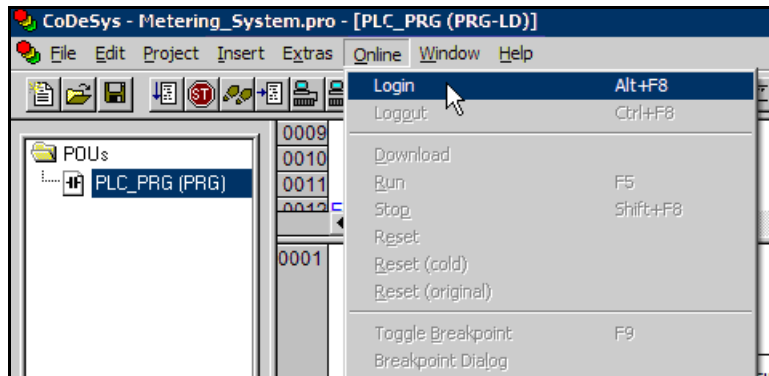 CoDeSys - Metering_System.pro - [PLC_PRG (PRG-LD)]
File Edit Project Insert Extras Online Window Help
Login Alt+F8
Logout Ctrl+F8
Download
Run F5
Stop Shift+F8
Reset
Reset (cold)
Reset (original)
Toggle Breakpoint F9
Breakpoint Dialog
POUs
PLC_PRG (PRG)
0009
0010
0011
0012
0001